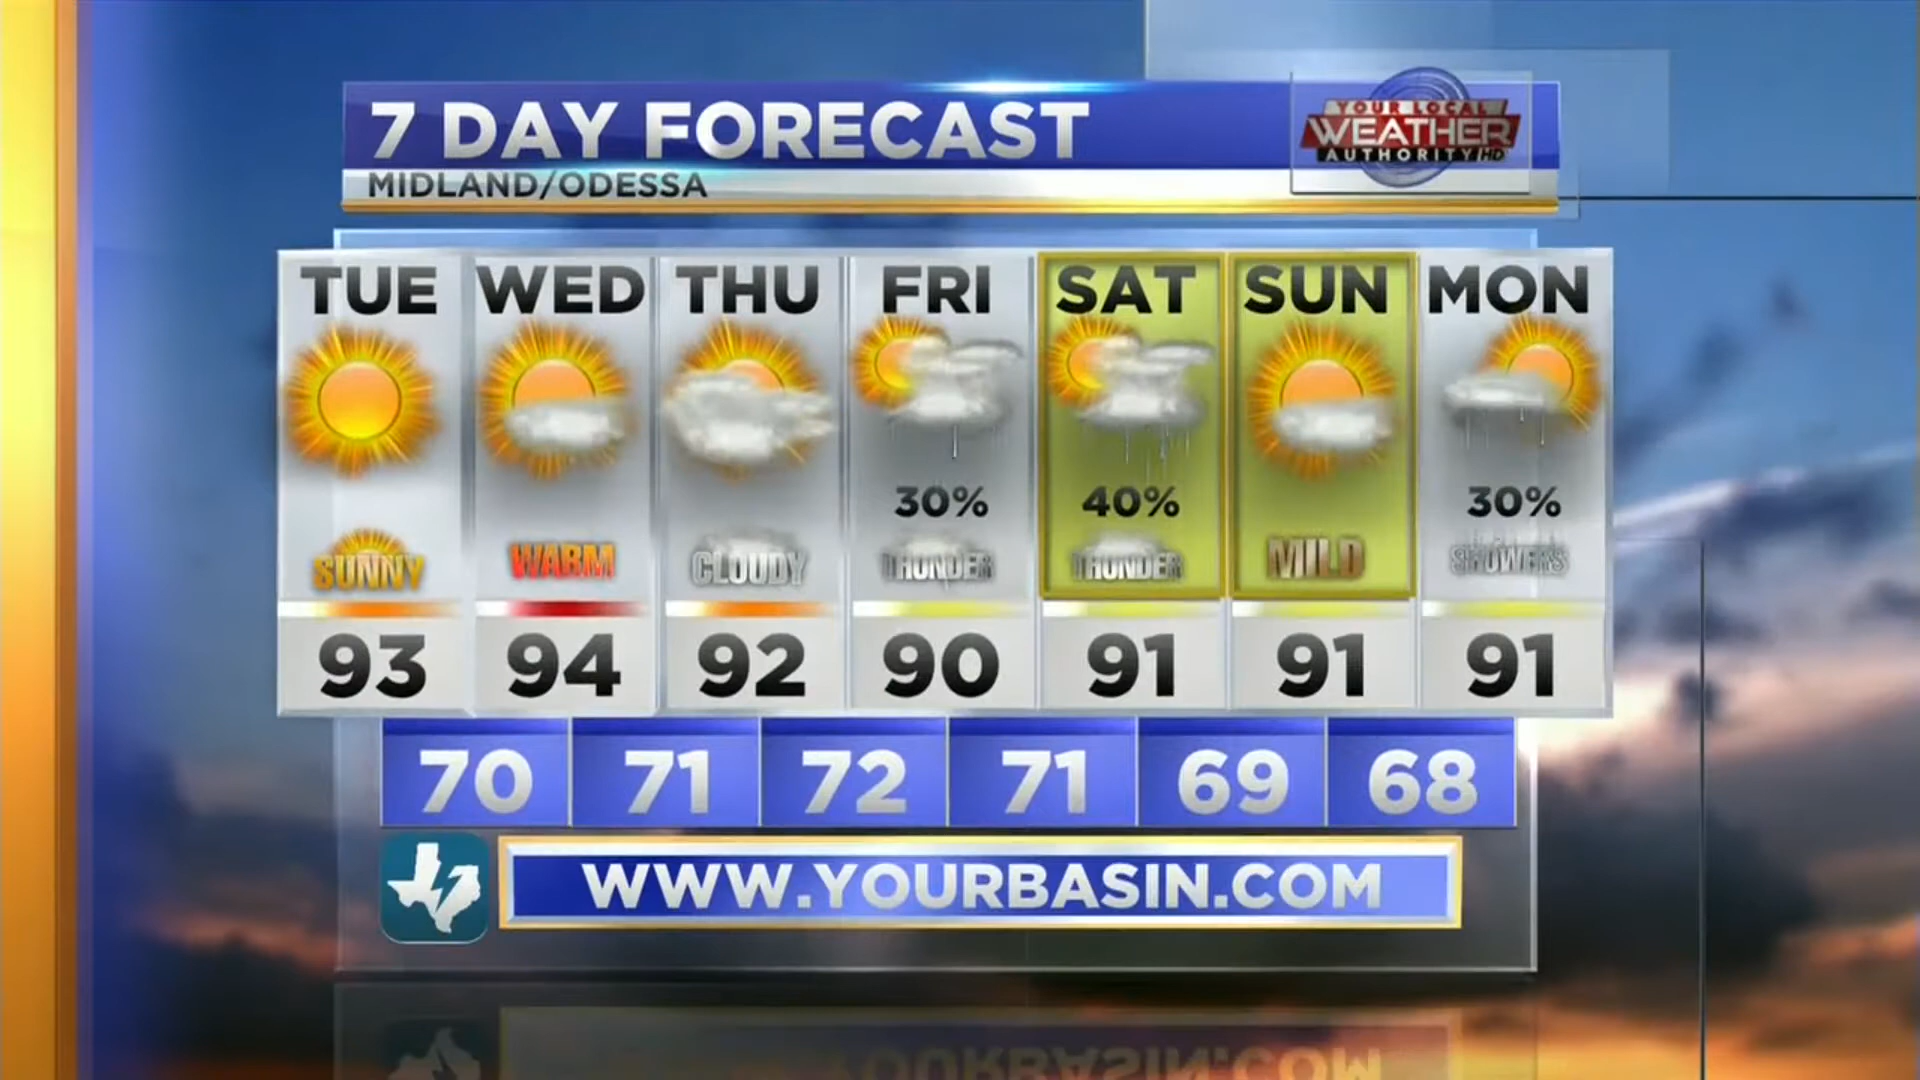 7 DAY FORECAST
MIDLAND/ODESSA
YOUR LOCAL
WEATHER
AUTHORITY HD
TUE WED THU FRI SAT SUN MON
30% 40% 30%
SUNNY WARM CLOUDY THUNDER THUNDER MILD SHOWERS
93 94 92 90 91 91 91
70 71 72 71 69 68
WWW.YOURBASIN.COM